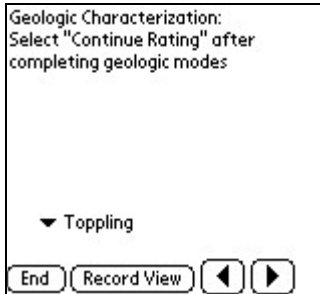 Geologic Characterization:
Select "Continue Rating" after
completing geologic modes
Toppling
End Record View